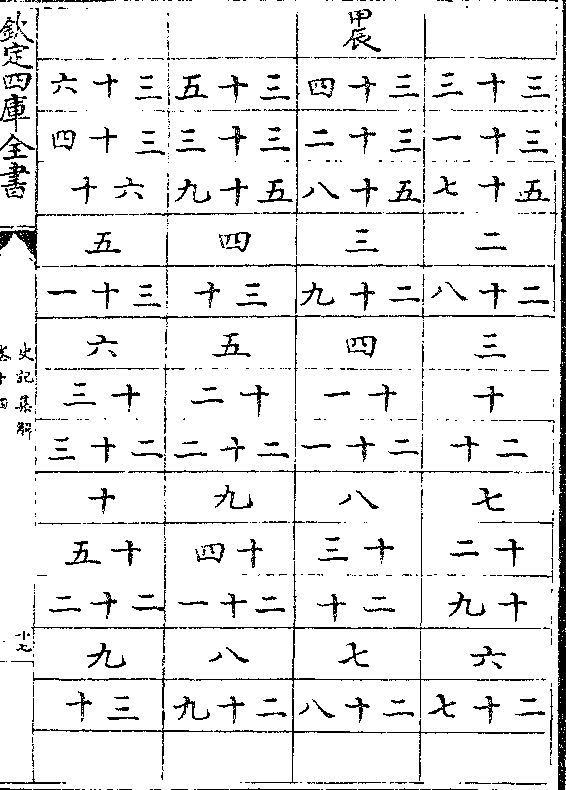 甲辰
三十三 三十四 三十五 三十六
三十一 三十二 三十三 三十四
五十七 五十八 五十九 六十
二 三 四 五
二十八 二十九 三十 三十一
三 四 五 六
十 十一 十二 十三
二十 二十一 二十二 二十三
七 八 九 十
十二 十三 十四 十五
十九 二十 二十一 二十二
六 七 八 九
二十七 二十八 二十九 三十
欽定四庫全書
史記集解
卷十四